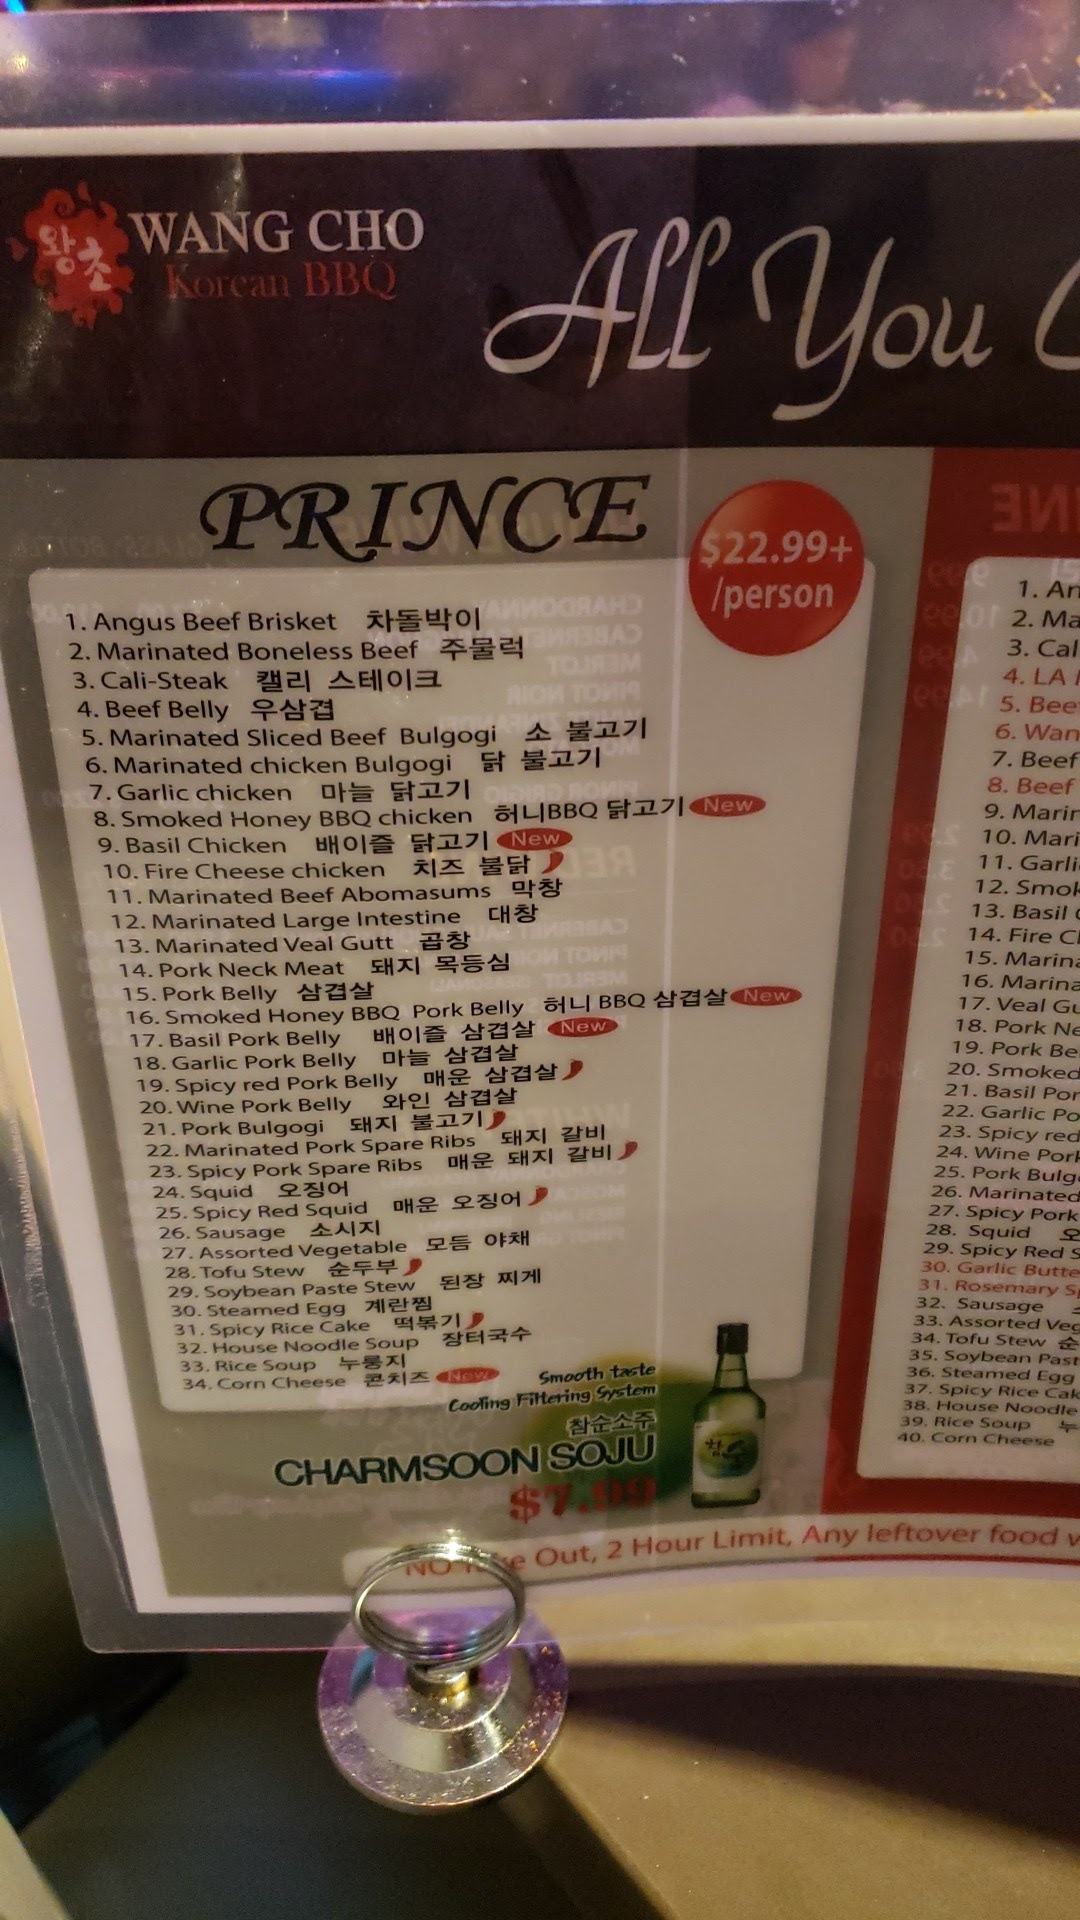 왕초
WANG CHO
Korean BBQ
All You
PRINCE
$22.99+
/person
1. Angus Beef Brisket 차돌박이
2. Marinated Boneless Beef 주물럭
3. Cali-Steak 캘리 스테이크
4. Beef Belly 우삼겹
5. Marinated Sliced Beef Bulgogi 소 불고기
6. Marinated chicken Bulgogi 닭 불고기
7. Garlic chicken 마늘 닭고기
8. Smoked Honey BBQ chicken 허니BBQ 닭고기 New
9. Basil Chicken 배이즐 닭고기 New
10. Fire Cheese chicken 치즈 불닭
11. Marinated Beef Abomasums 막창
12. Marinated Large Intestine 대창
13. Marinated Veal Gutt 곱창
14. Pork Neck Meat 돼지 목등심
15. Pork Belly 삼겹살
16. Smoked Honey BBQ Pork Belly 허니 BBQ 삼겹살 New
17. Basil Pork Belly 배이즐 삼겹살 New
18. Garlic Pork Belly 마늘 삼겹살
19. Spicy red Pork Belly 매운 삼겹살
20. Wine Pork Belly 와인 삼겹살
21. Pork Bulgogi 돼지 불고기
22. Marinated Pork Spare Ribs 돼지 갈비
23. Spicy Pork Spare Ribs 매운 돼지 갈비
24. Squid 오징어
25. Spicy Red Squid 매운 오징어
26. Sausage 소시지
27. Assorted Vegetable 모듬 야채
28. Tofu Stew 순두부
29. Soybean Paste Stew 된장 찌게
30. Steamed Egg 계란찜
31. Spicy Rice Cake 떡볶기
32. House Noodle Soup 장터국수
33. Rice Soup 누룽지
34. Corn Cheese 콘치즈 New
Smooth taste
Cooling Filtering System
참순소주
CHARMSOON SOJU
$7.99
1. An
2. Ma
3. Cali
4. LA
5. Bee
6. Wan
7. Beef
8. Beef
9. Marin
10. Mari
11. Garli
12. Smok
13. Basil
14. Fire C
15. Marina
16. Marina
17. Veal Gu
18. Pork Ne
19. Pork Be
20. Smoked
21. Basil Por
22. Garlic Po
23. Spicy red
24. Wine Pork
25. Pork Bulg
26. Marinated
27. Spicy Pork
28. Squid 오
29. Spicy Red S
30. Garlic Butte
31. Rosemary S
32. Sausage
33. Assorted Veg
34. Tofu Stew 순
35. Soybean Past
36. Steamed Egg
37. Spicy Rice Cak
38. House Noodle
39. Rice Soup 누
40. Corn Cheese
NO Take Out, 2 Hour Limit, Any leftover food w